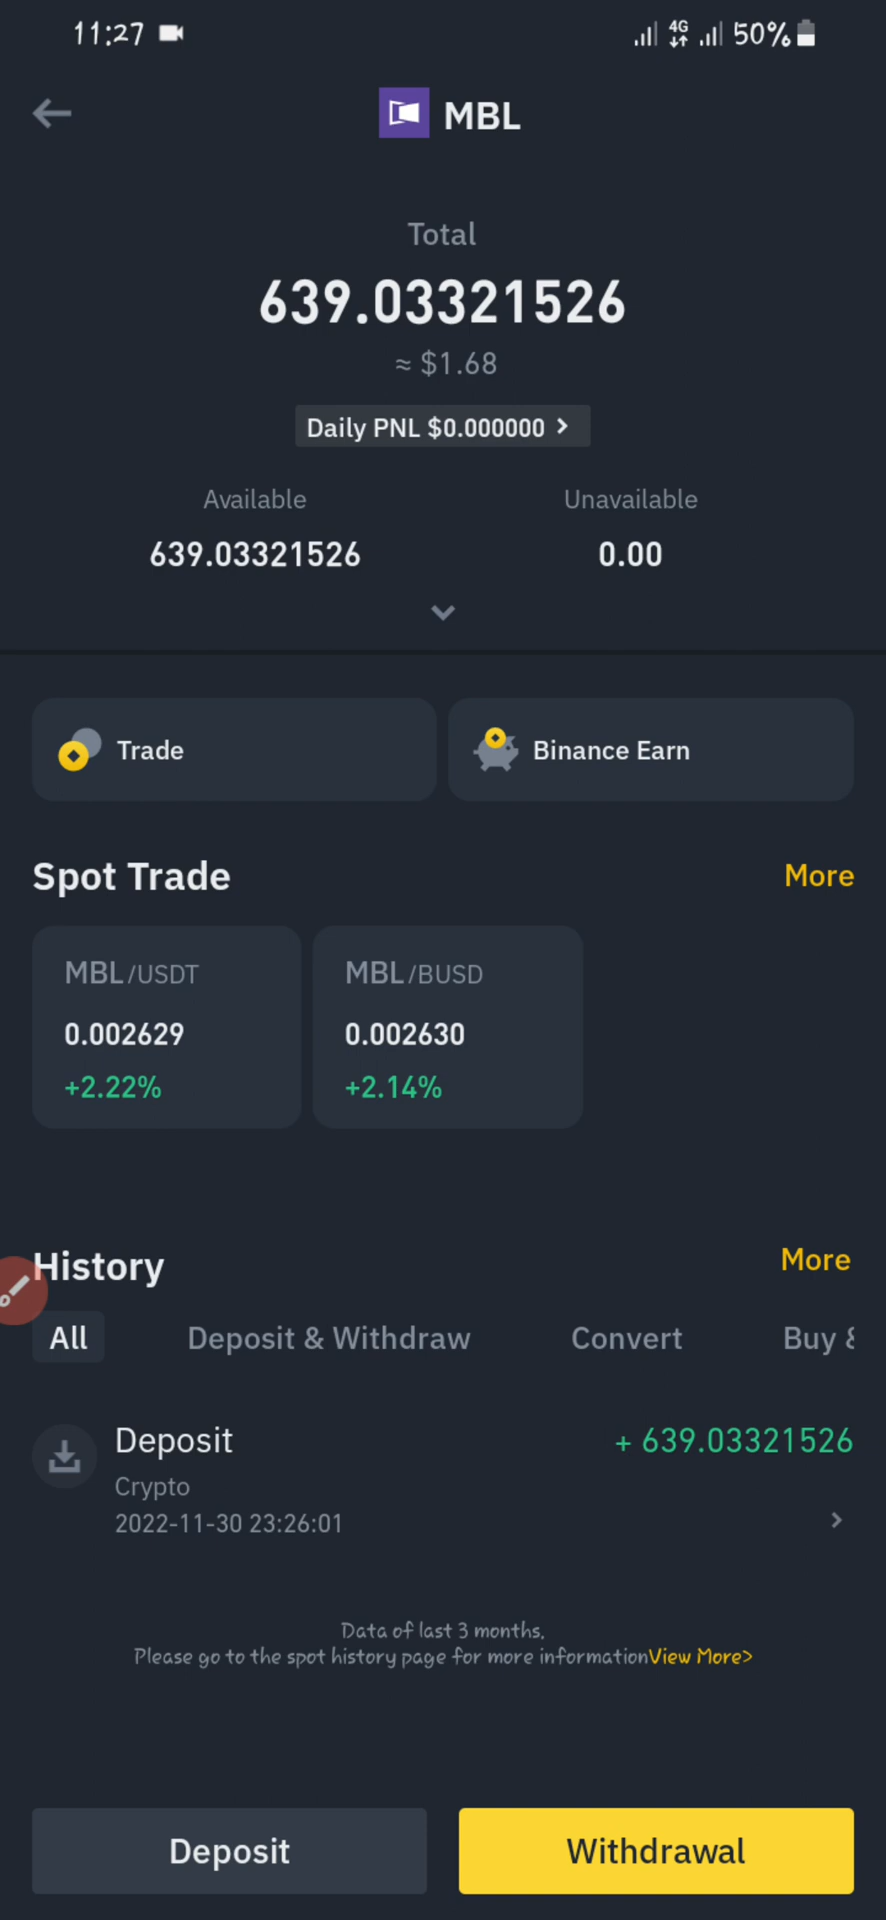 11:27 4G 50%
MBL
Total
639.03321526
≈ $1.68
Daily PNL $0.000000 >
Available Unavailable
639.03321526 0.00
Trade Binance Earn
Spot Trade More
MBL/USDT MBL/BUSD
0.002629 0.002630
+2.22% +2.14%
History More
All Deposit & Withdraw Convert Buy &
Deposit + 639.03321526
Crypto
2022-11-30 23:26:01
Data of last 3 months.
Please go to the spot history page for more informationView More>
Deposit Withdrawal